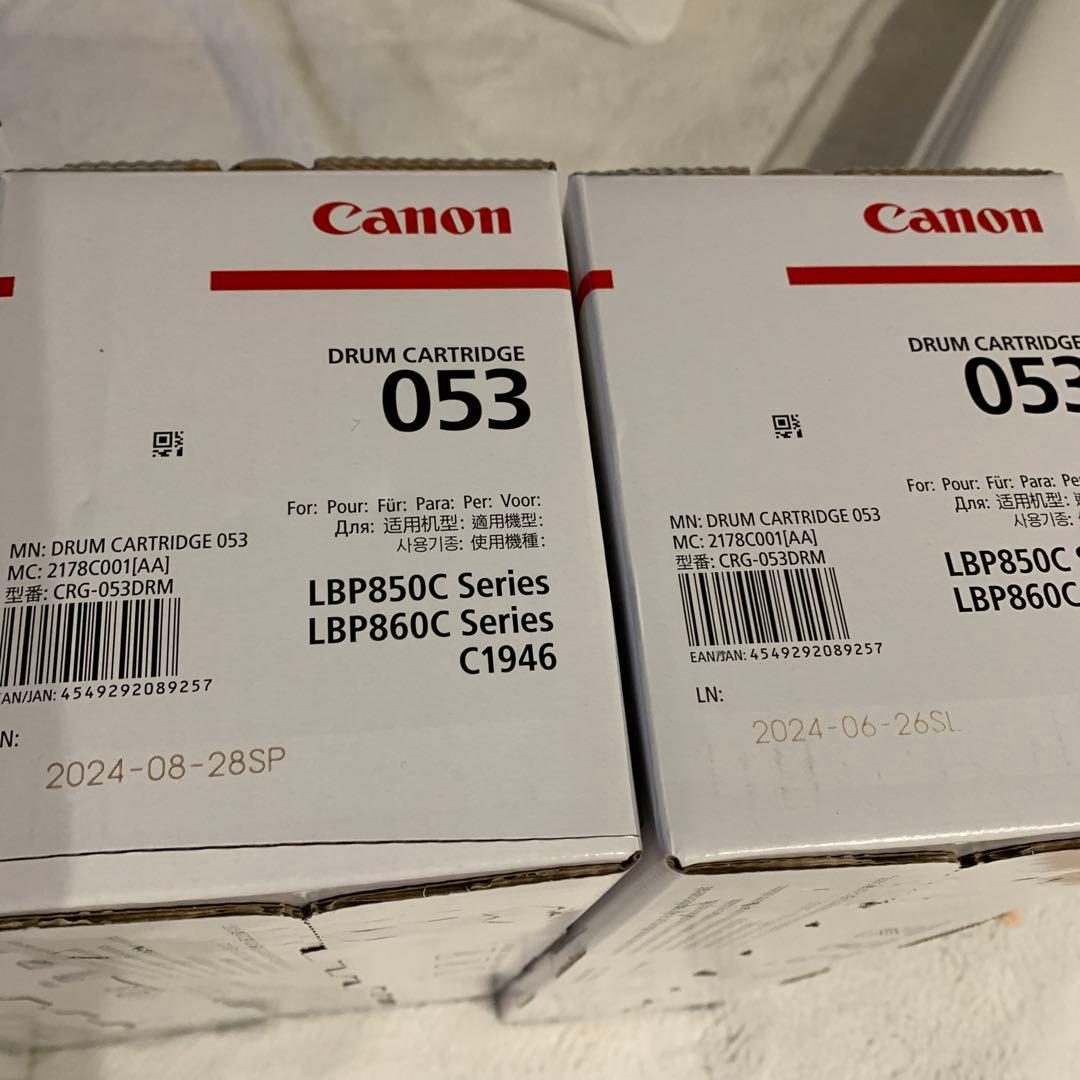 Canon
DRUM CARTRIDGE
053
For: Pour: Für: Para: Per: Voor:
Для: 适用机型: 適用機型:
사용기종: 使用機種:
MN: DRUM CARTRIDGE 053
MC: 2178C001[AA]
型番: CRG-053DRM
LBP850C Series
LBP860C Series
C1946
EAN/JAN: 4549292089257
N:
2024-08-28SP
Canon
DRUM CARTRIDGE
053
For: Pour: Für: Para:
Для: 适用机型:
사용기종:
MN: DRUM CARTRIDGE 053
MC: 2178C001[AA]
型番: CRG-053DRM
LBP850C
LBP860C
EAN/JAN: 4549292089257
LN:
2024-06-26SL